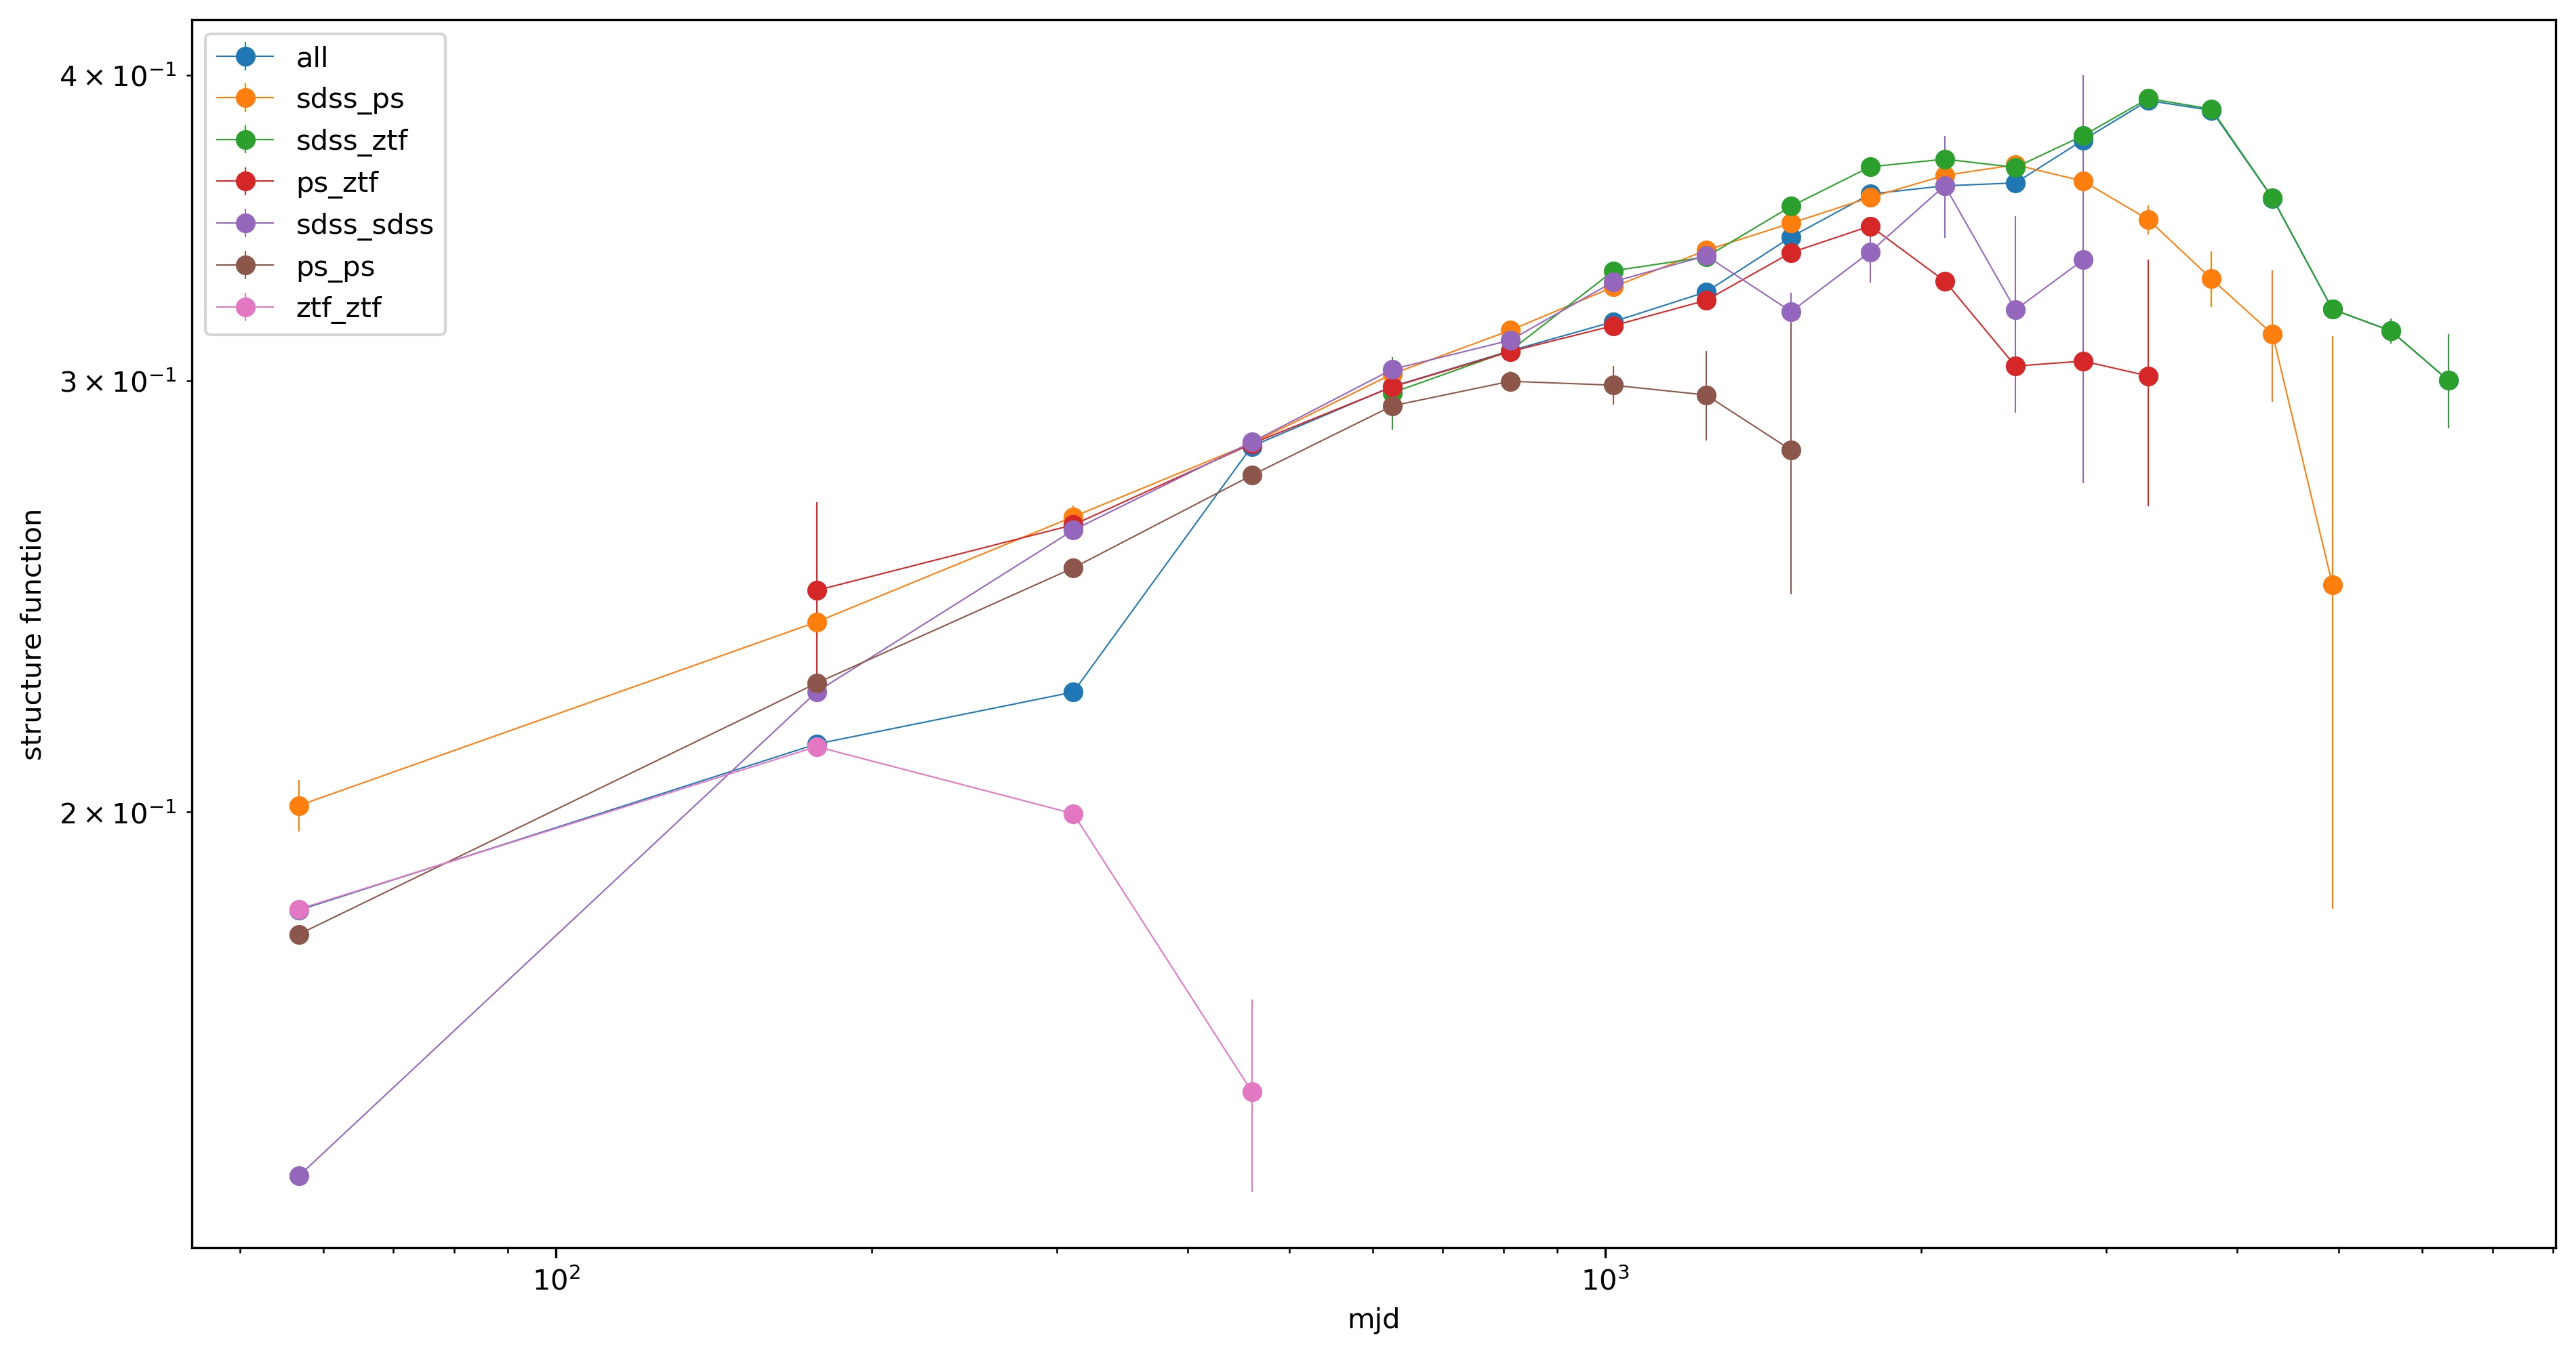 4 × 10⁻¹
3 × 10⁻¹
2 × 10⁻¹
structure function
all
sdss_ps
sdss_ztf
ps_ztf
sdss_sdss
ps_ps
ztf_ztf
10²
10³
mjd